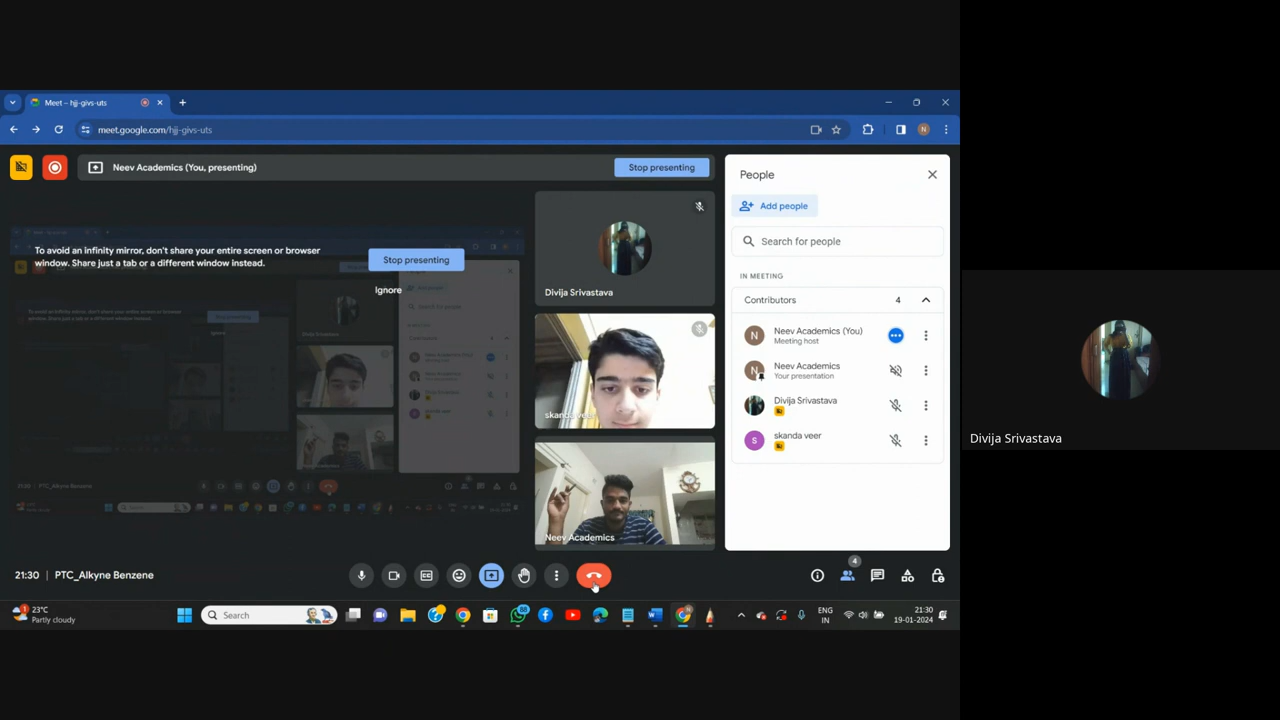 Meet – hjj-givs-uts
meet.google.com/hjj-givs-uts
N
Neev Academics (You, presenting)
Stop presenting
To avoid an infinity mirror, don't share your entire screen or browser
window. Share just a tab or a different window instead.
Stop presenting
Ignore
Divija Srivastava
skanda veer
Neev Academics
People
Add people
Search for people
IN MEETING
Contributors
4
N
Neev Academics (You)
Meeting host
N
Neev Academics
Your presentation
Divija Srivastava
S
skanda veer
21:30 | PTC_Alkyne Benzene
4
23°C
Partly cloudy
Search
88
ENG
IN
21:30
19-01-2024
Divija Srivastava